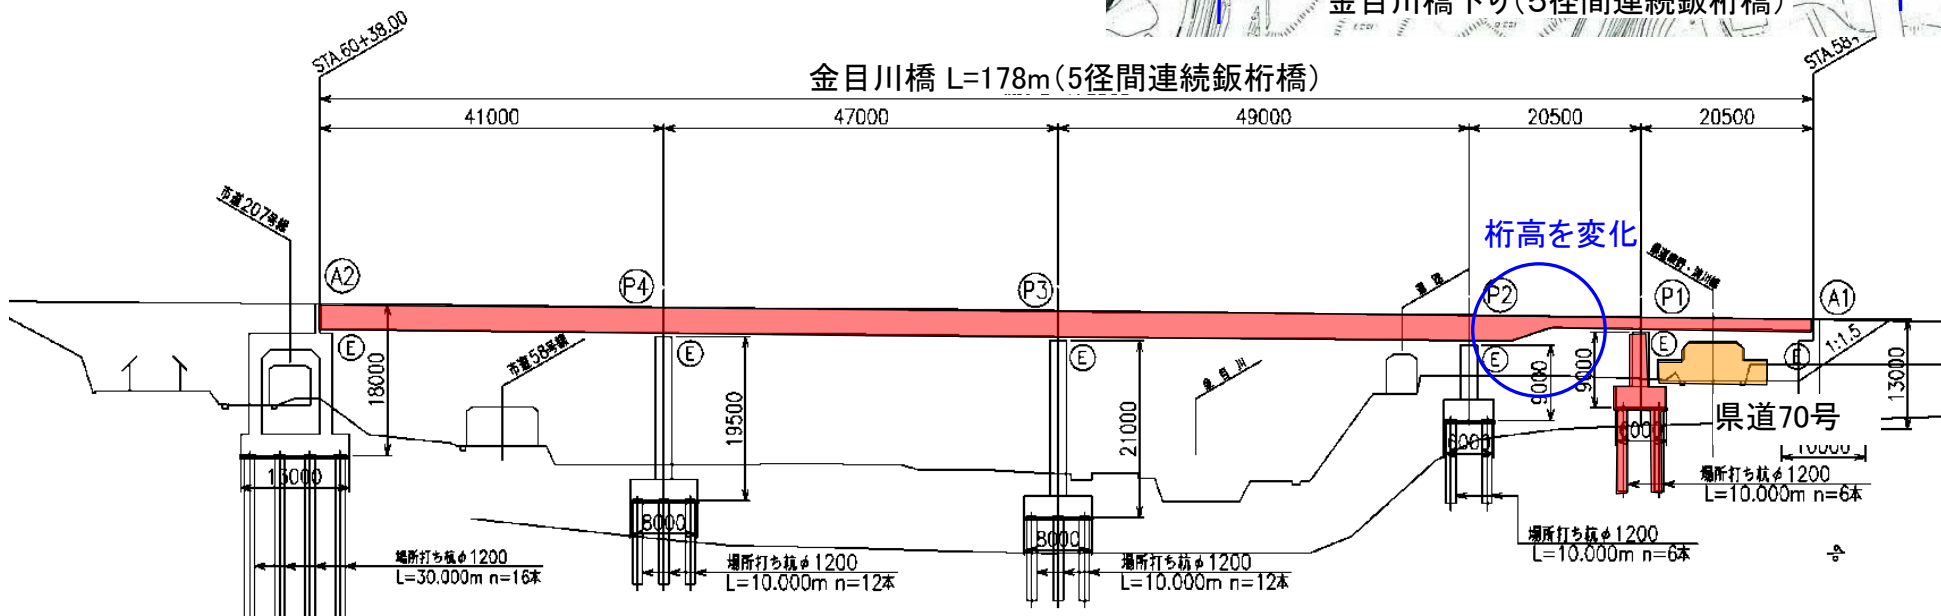 金目川橋下り(5径間連続鈑桁橋)
STA.60+38.00
STA.58+
金目川橋 L=178m(5径間連続鈑桁橋)
41000
47000
49000
20500
20500
市道207号線
桁高を変化
A2
P4
P3
道路
P2
P1
A1
E
E
E
E
E
E
1:1.5
18000
市道58号線
19500
21000
金目川
9000
9000
13000
県道70号
15000
8000
8000
6000
6000
10000
場所打ち杭φ1200
L=30.000m n=16本
場所打ち杭φ1200
L=10.000m n=12本
場所打ち杭φ1200
L=10.000m n=12本
場所打ち杭φ1200
L=10.000m n=6本
場所打ち杭φ1200
L=10.000m n=6本